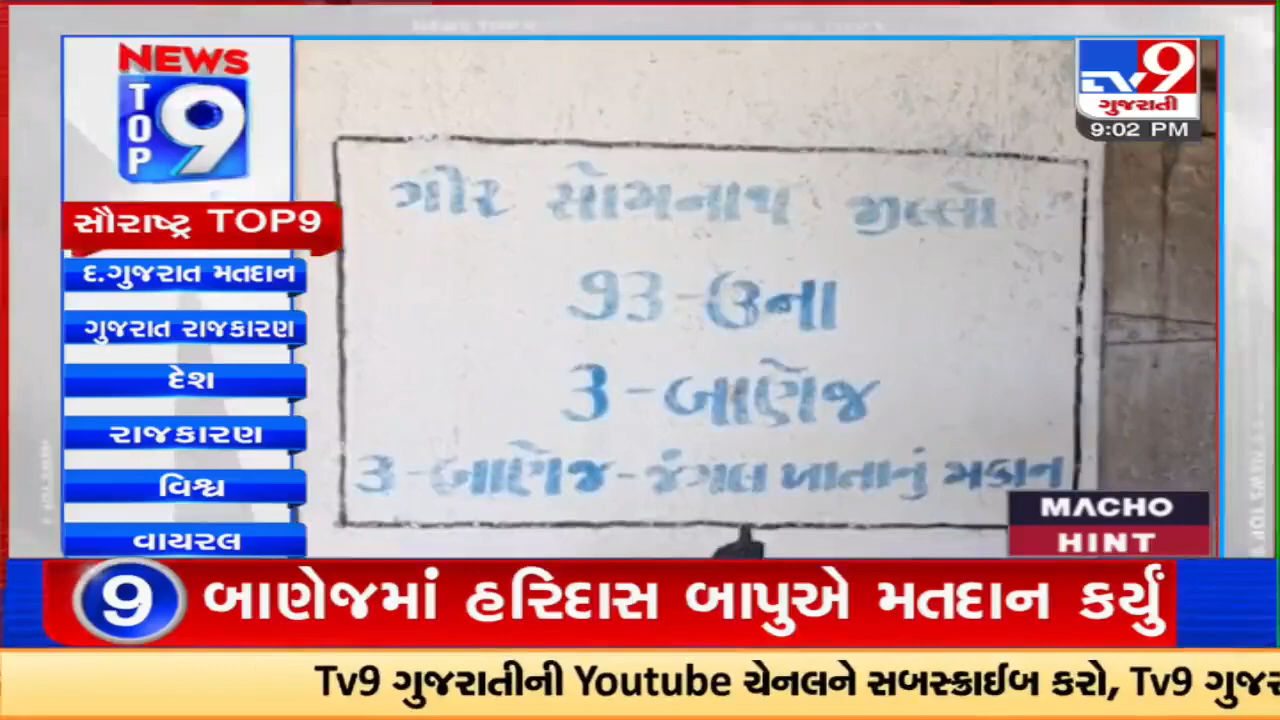 NEWS
TOP 9
સૌરાષ્ટ્ર TOP9
દ.ગુજરાત મતદાન
ગુજરાત રાજકારણ
દેશ
રાજકારણ
વિશ્વ
વાયરલ
TV9
ગુજરાતી
9:02 PM
ગીર સોમનાથ જીલ્લો
93-ઉના
3-બાણેજ
3-બાણેજ-જંગલ ખાતાનું મકાન
MACHO
HINT
9 બાણેજમાં હરિદાસ બાપુએ મતદાન કર્યું
Tv9 ગુજરાતીની Youtube ચેનલને સબસ્ક્રાઈબ કરો, Tv9